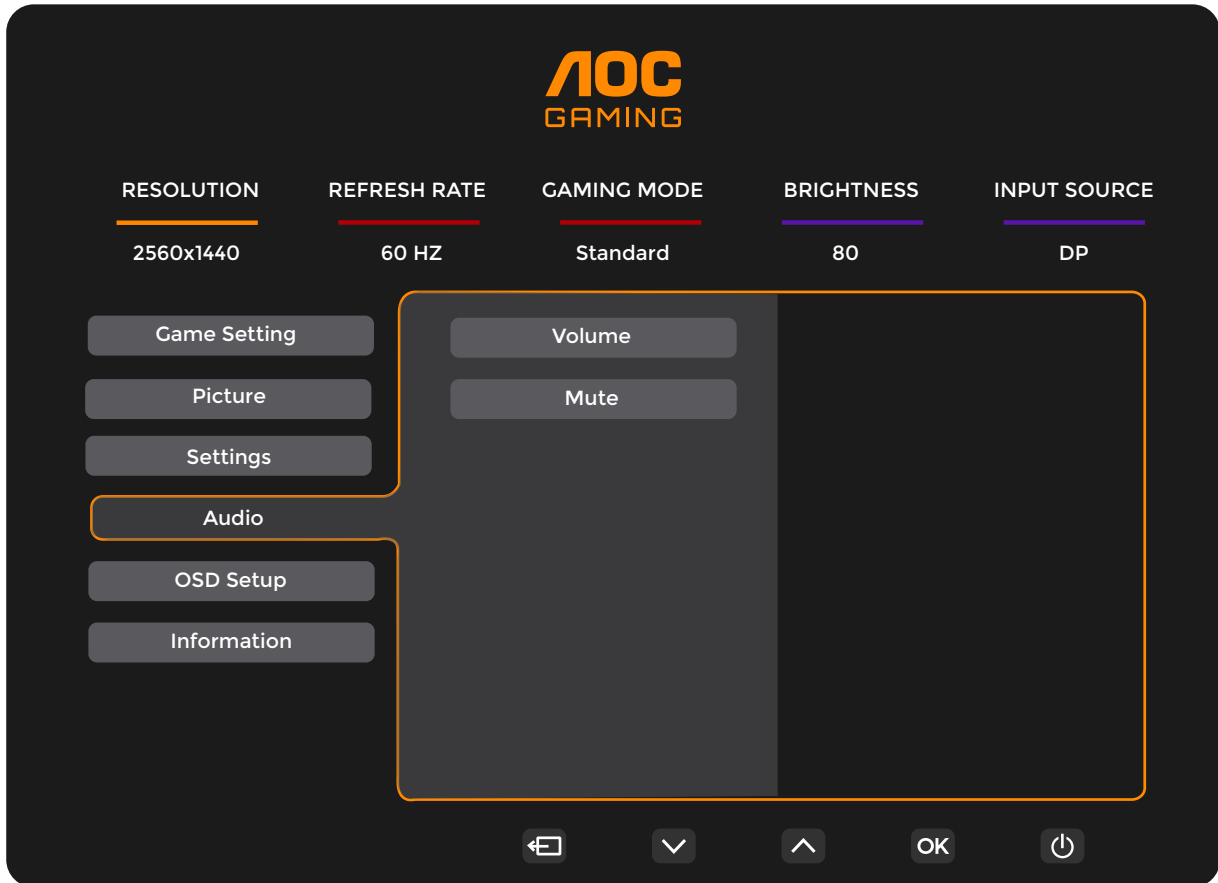 AOC
GAMING
RESOLUTION REFRESH RATE GAMING MODE BRIGHTNESS INPUT SOURCE
2560x1440 60 HZ Standard 80 DP
Game Setting Volume
Picture Mute
Settings
Audio
OSD Setup
Information
OK